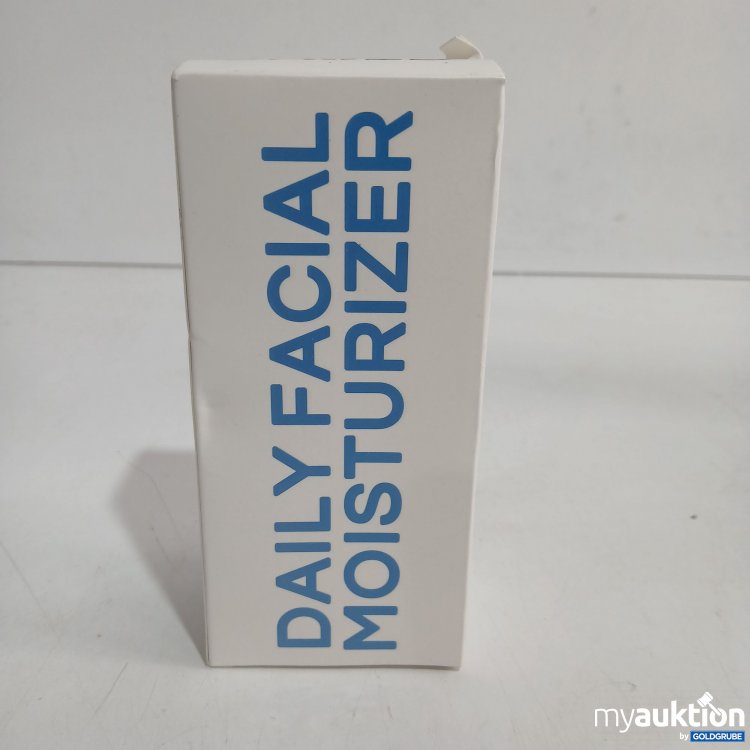 DAILY FACIAL
MOISTURIZER
myauktion
by GOLDGRUBE